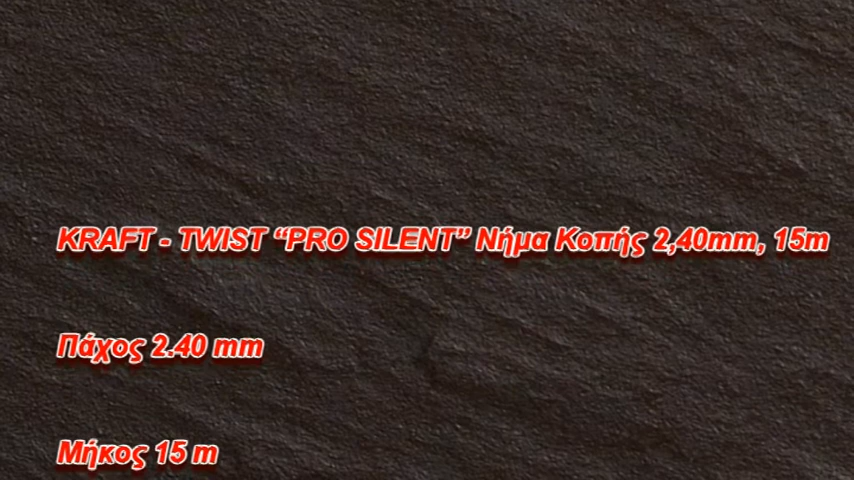 KRAFT - TWIST “PRO SILENT” Νήμα Κοπής 2,40mm, 15m
Πάχος 2.40 mm
Μήκος 15 m